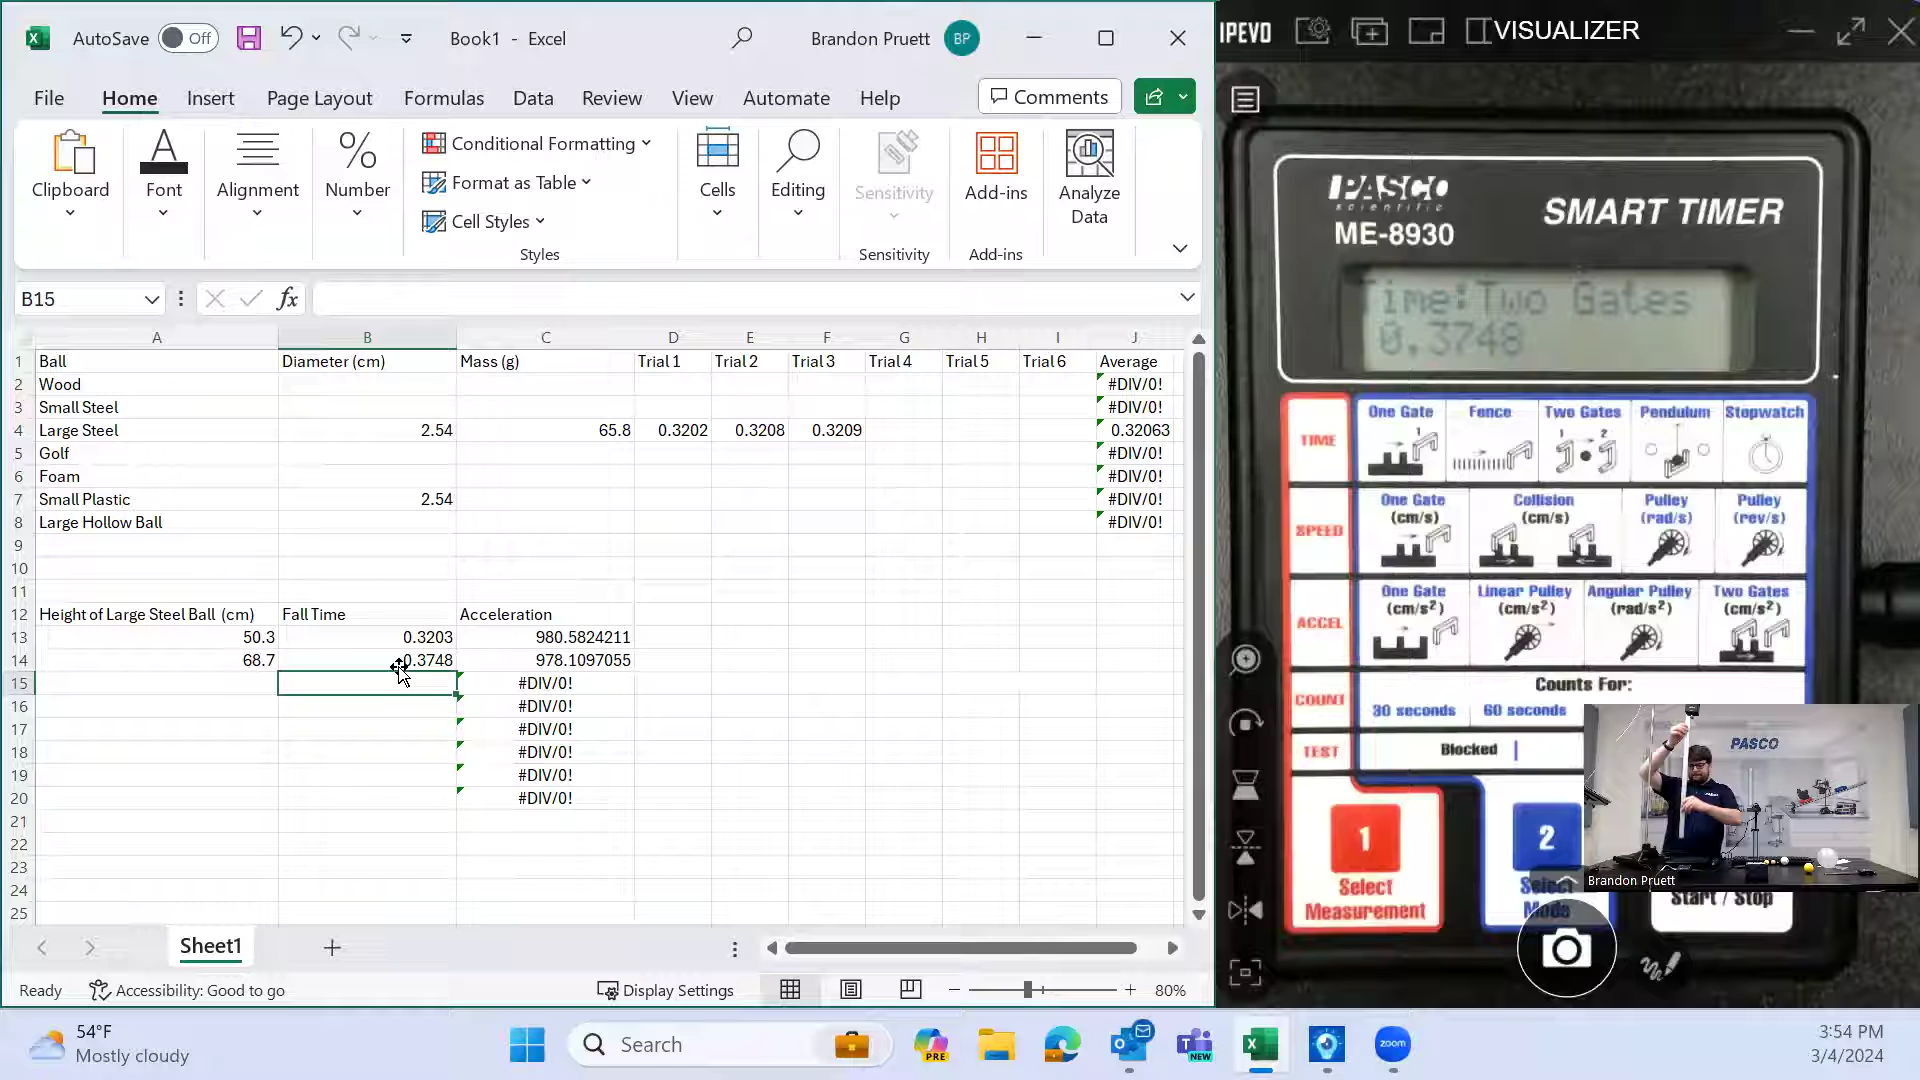 AutoSave Off Book1 - Excel Brandon Pruett BP
File Home Insert Page Layout Formulas Data Review View Automate Help Comments
Clipboard Font Alignment Number Conditional Formatting Format as Table Cell Styles Cells Editing Sensitivity Add-ins Analyze Data
Styles Sensitivity Add-ins
B15 fx
A B C D E F G H I J
1 Ball Diameter (cm) Mass (g) Trial 1 Trial 2 Trial 3 Trial 4 Trial 5 Trial 6 Average
2 Wood #DIV/0!
3 Small Steel #DIV/0!
4 Large Steel 2.54 65.8 0.3202 0.3208 0.3209 0.32063
5 Golf #DIV/0!
6 Foam #DIV/0!
7 Small Plastic 2.54 #DIV/0!
8 Large Hollow Ball #DIV/0!
9
10
11
12 Height of Large Steel Ball (cm) Fall Time Acceleration
13 50.3 0.3203 980.5824211
14 68.7 0.3748 978.1097055
15 #DIV/0!
16 #DIV/0!
17 #DIV/0!
18 #DIV/0!
19 #DIV/0!
20 #DIV/0!
21
22
23
24
25
Sheet1
Ready Accessibility: Good to go Display Settings 80%
IPEVO VISUALIZER
PASCO
scientific
ME-8930
SMART TIMER
Time:Two Gates
0.3748
TIME One Gate Fence Two Gates Pendulum Stopwatch
1 1 2
SPEED One Gate (cm/s) Collision (cm/s) Pulley (rad/s) Pulley (rev/s)
ACCEL One Gate (cm/s²) Linear Pulley (cm/s²) Angular Pulley (rad/s²) Two Gates (cm/s²)
COUNT Counts For:
30 seconds 60 seconds
TEST Blocked
1 Select Measurement
2 Select Mode
Start / Stop
PASCO
Brandon Pruett
54°F
Mostly cloudy
Search
PRE
NEW
zoom
3:54 PM
3/4/2024